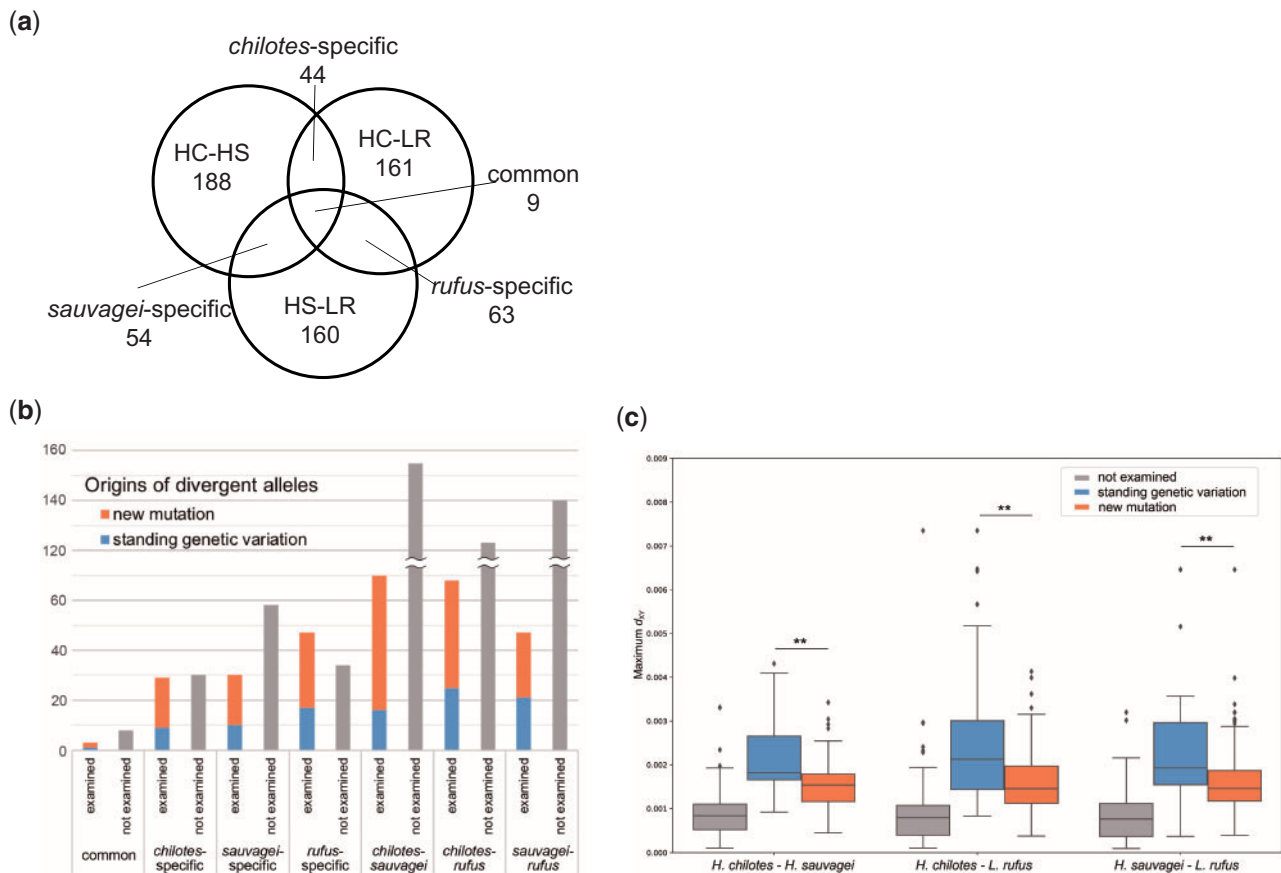 (a)
chilotes-specific
44
HC-HS
188
HC-LR
161
common
9
sauvagei-specific
54
HS-LR
160
rufus-specific
63
(b)
160
140
120
60
40
20
0
Origins of divergent alleles
new mutation
standing genetic variation
examined
not examined
examined
not examined
examined
not examined
examined
not examined
examined
not examined
examined
not examined
examined
not examined
common
chilotes-specific
sauvagei-specific
rufus-specific
chilotes-sauvagei
chilotes-rufus
sauvagei-rufus
(c)
Maximum dXY
0.009
0.008
0.007
0.006
0.005
0.004
0.003
0.002
0.001
0.000
not examined
standing genetic variation
new mutation
**
**
**
H. chilotes - H. sauvagei
H. chilotes - L. rufus
H. sauvagei - L. rufus